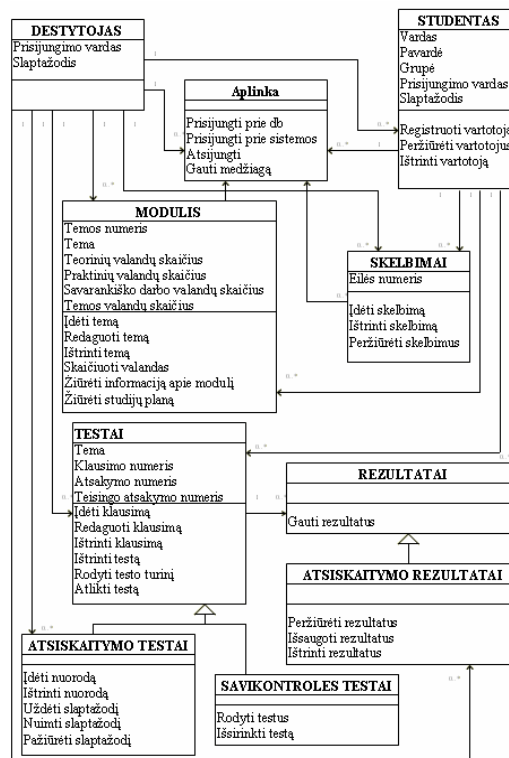 DESTYTOJAS
Prisijungimo vardas
Slaptažodis
STUDENTAS
Vardas
Pavardė
Grupė
Prisijungimo vardas
Slaptažodis
Registruoti vartotoją
Peržiūrėti vartotojus
Ištrinti vartotoją
Aplinka
Prisijungti prie db
Prisijungti prie sistemos
Atsijungti
Gauti medžiagą
MODULIS
Temos numeris
Tema
Teorinių valandų skaičius
Praktinių valandų skaičius
Savarankiško darbo valandų skaičius
Temos valandų skaičius
Įdėti temą
Redaguoti temą
Ištrinti temą
Skaičiuoti valandas
Žiūrėti informaciją apie modulį
Žiūrėti studijų planą
SKELBIMAI
Eilės numeris
Įdėti skelbimą
Ištrinti skelbimą
Peržiūrėti skelbimus
TESTAI
Tema
Klausimo numeris
Atsakymo numeris
Teisingo atsakymo numeris
Įdėti klausimą
Redaguoti klausimą
Ištrinti klausimą
Ištrinti testą
Rodyti testo turinį
Atlikti testą
REZULTATAI
Gauti rezultatus
ATSISKAITYMO REZULTATAI
Peržiūrėti rezultatus
Išsaugoti rezultatus
Ištrinti rezultatus
ATSISKAITYMO TESTAI
Įdėti nuorodą
Ištrinti nuorodą
Uždėti slaptažodį
Nuimti slaptažodį
Pažiūrėti slaptažodį
SAVIKONTROLES TESTAI
Rodyti testus
Išsirinkti testą